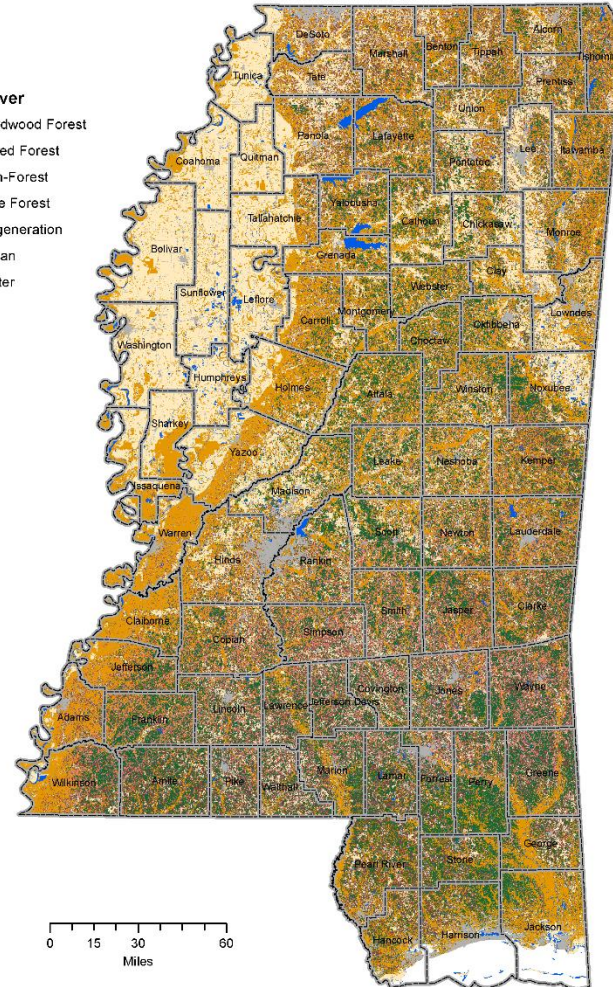 ver
dwood Forest
ed Forest
-Forest
e Forest
generation
an
ter
DeSoto
Marshall
Benton
Tippah
Alcorn
Tishomin
Tunica
Tate
Prentiss
Union
Panola
Lafayette
Lee
Itawamba
Coahoma
Quitman
Pontotoc
Yalobusha
Tallahatchie
Calhoun
Chickasaw
Monroe
Bolivar
Grenada
Clay
Sunflower
Leflore
Webster
Montgomery
Carroll
Lowndes
Oktibbeha
Choctaw
Washington
Humphreys
Holmes
Attala
Winston
Noxubee
Sharkey
Yazoo
Leake
Neshoba
Kemper
Issaquena
Madison
Warren
Scott
Newton
Lauderdale
Hinds
Rankin
Smith
Jasper
Clarke
Claiborne
Copiah
Simpson
Jefferson
Covington
Jones
Wayne
Lawrence
Jefferson Davis
Lincoln
Adams
Franklin
Marion
Lamar
Forrest
Perry
Greene
Wilkinson
Amite
Pike
Walthall
George
Pearl River
Stone
Jackson
Harrison
Hancock
0 15 30 60
Miles